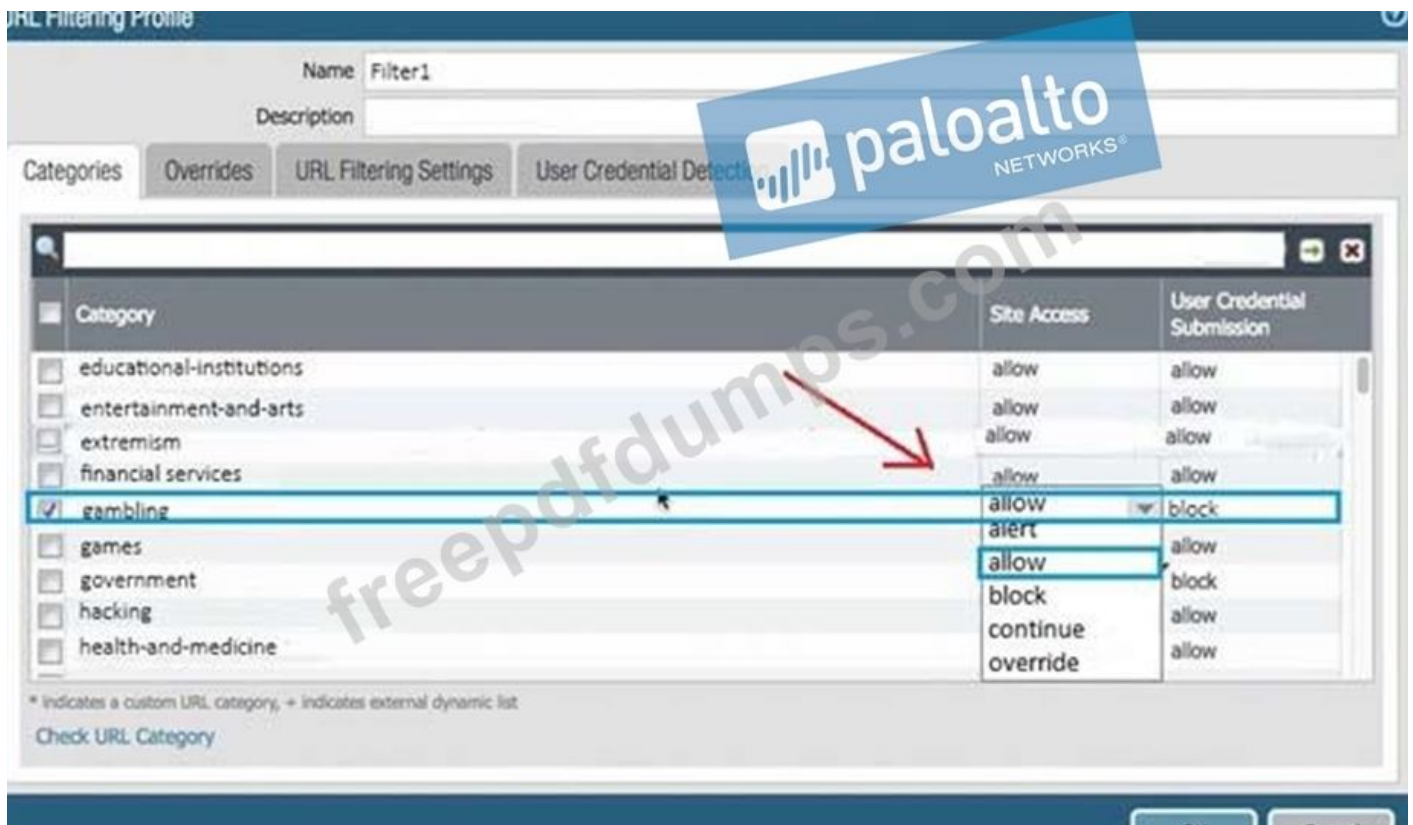 URL Filtering Profile
Name Filter1
Description
paloalto
NETWORKS®
Categories Overrides URL Filtering Settings User Credential Detection
Category Site Access User Credential Submission
educational-institutions allow allow
entertainment-and-arts allow allow
extremism allow allow
financial services allow allow
gambling allow block
alert
games allow
allow
government block
block
hacking allow
continue
health-and-medicine allow
override
* indicates a custom URL category, + indicates external dynamic list
Check URL Category
freepdfdumps.com